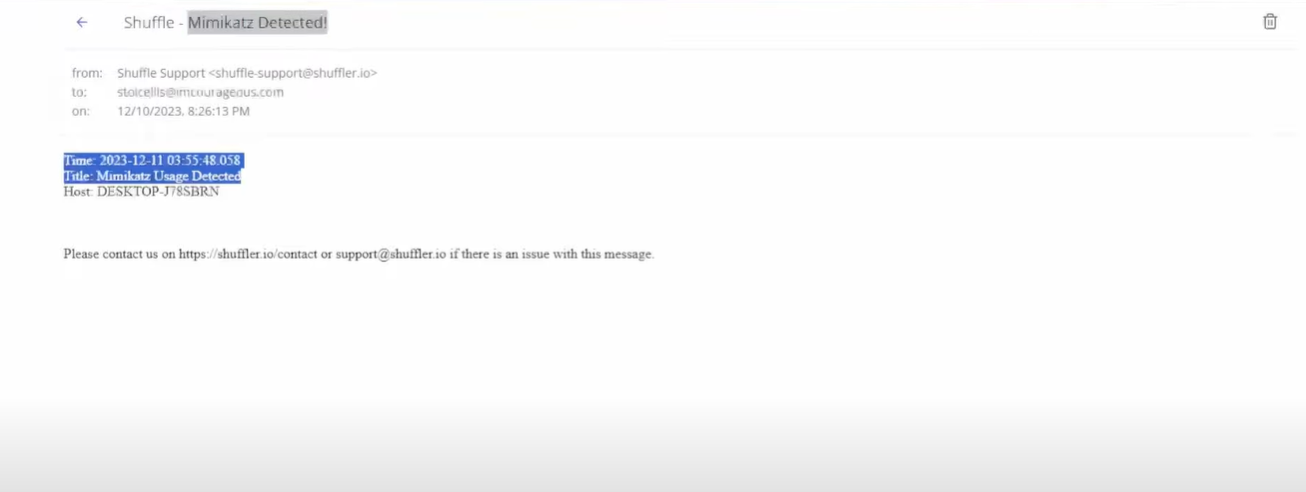 Shuffle - Mimikatz Detected!
from: Shuffle Support <shuffle-support@shuffler.io>
to: stoicellis@imcourageous.com
on: 12/10/2023, 8:26:13 PM
Time: 2023-12-11 03:55:48.058
Title: Mimikatz Usage Detected
Host: DESKTOP-J78SBRN
Please contact us on https://shuffler.io/contact or support@shuffler.io if there is an issue with this message.